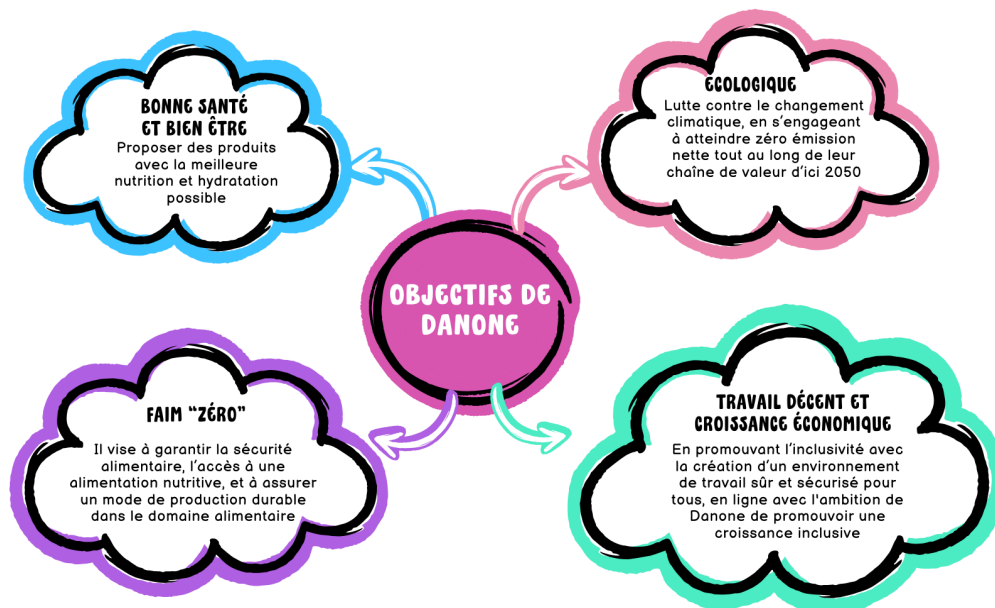 BONNE SANTÉ
ET BIEN ÊTRE
Proposer des produits
avec la meilleure
nutrition et hydratation
possible
ECOLOGIQUE
Lutte contre le changement
climatique, en s'engageant
à atteindre zéro émission
nette tout au long de leur
chaîne de valeur d'ici 2050
OBJECTIFS DE
DANONE
FAIM "ZÉRO"
Il vise à garantir la sécurité
alimentaire, l'accès à une
alimentation nutritive, et à assurer
un mode de production durable
dans le domaine alimentaire
TRAVAIL DÉCENT ET
CROISSANCE ÉCONOMIQUE
En promouvant l'inclusivité avec
la création d'un environnement
de travail sûr et sécurisé pour
tous, en ligne avec l'ambition de
Danone de promouvoir une
croissance inclusive